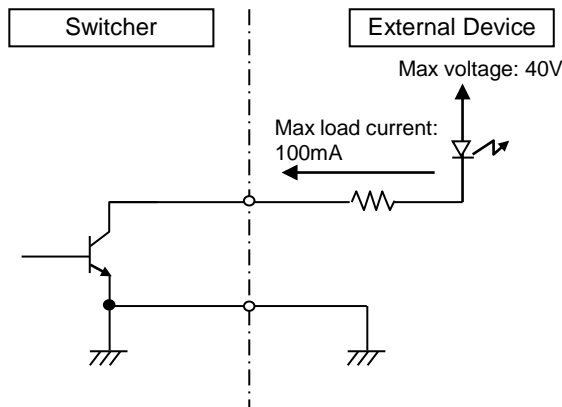 Switcher
External Device
Max voltage: 40V
Max load current:
100mA